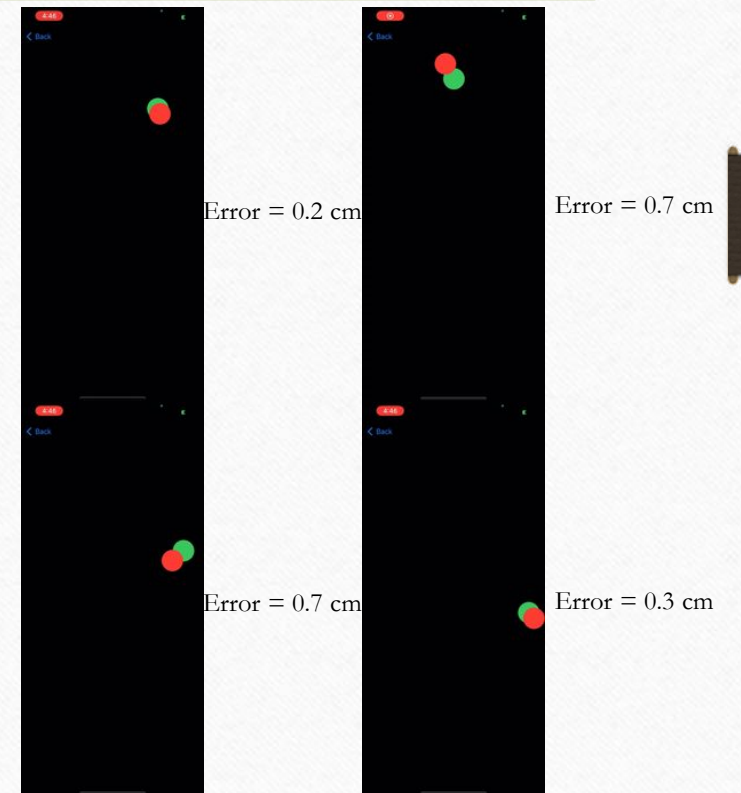 4:46
< Back
Error = 0.2 cm
< Back
Error = 0.7 cm
4:46
< Back
Error = 0.7 cm
4:46
< Back
Error = 0.3 cm